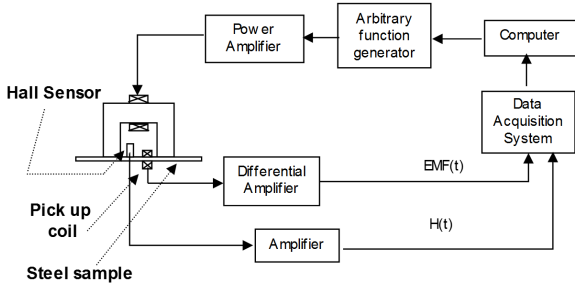 Power
Amplifier
Arbitrary
function
generator
Computer
Hall Sensor
Data
Acquisition
System
Differential
Amplifier
EMF(t)
Pick up
coil
Amplifier
H(t)
Steel sample